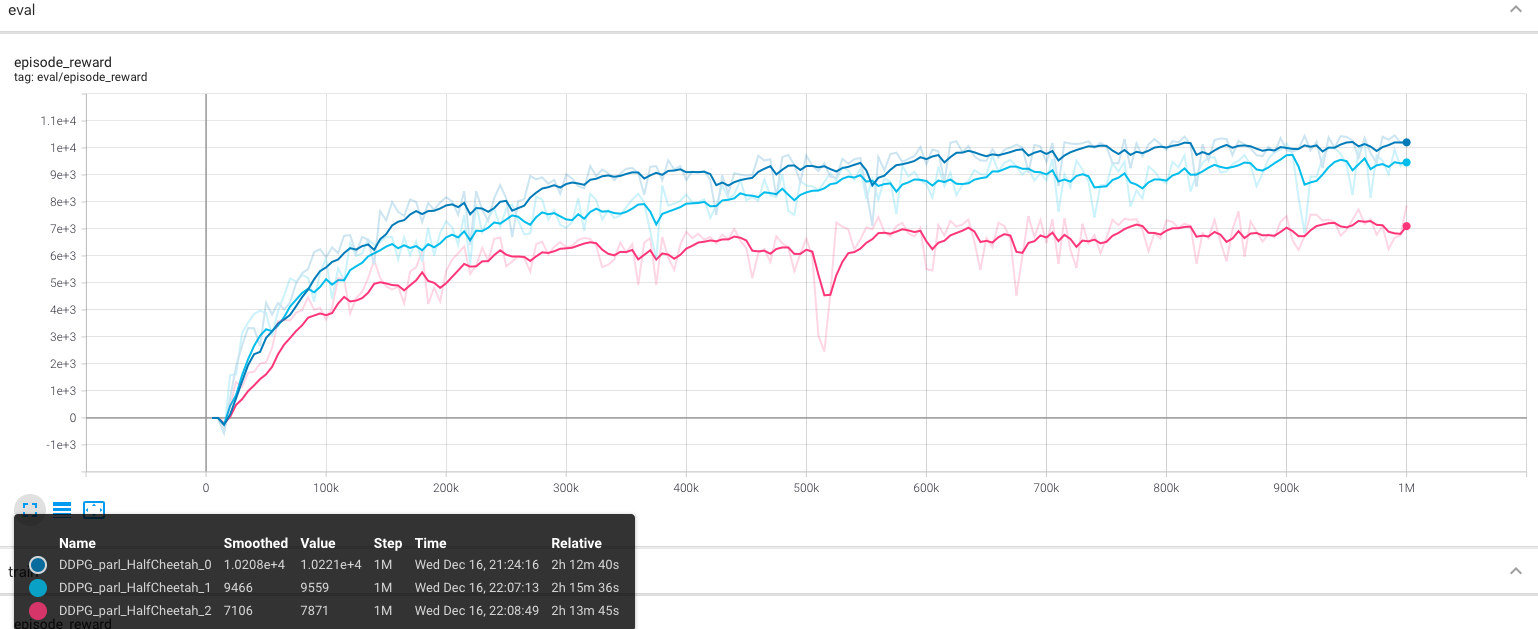 eval
episode_reward
tag: eval/episode_reward
1.1e+4
1e+4
9e+3
8e+3
7e+3
6e+3
5e+3
4e+3
3e+3
2e+3
1e+3
0
-1e+3
0 100k 200k 300k 400k 500k 600k 700k 800k 900k 1M
Name Smoothed Value Step Time Relative
DDPG_parl_HalfCheetah_0 1.0208e+4 1.0221e+4 1M Wed Dec 16, 21:24:16 2h 12m 40s
DDPG_parl_HalfCheetah_1 9466 9559 1M Wed Dec 16, 22:07:13 2h 15m 36s
DDPG_parl_HalfCheetah_2 7106 7871 1M Wed Dec 16, 22:08:49 2h 13m 45s
episode_reward